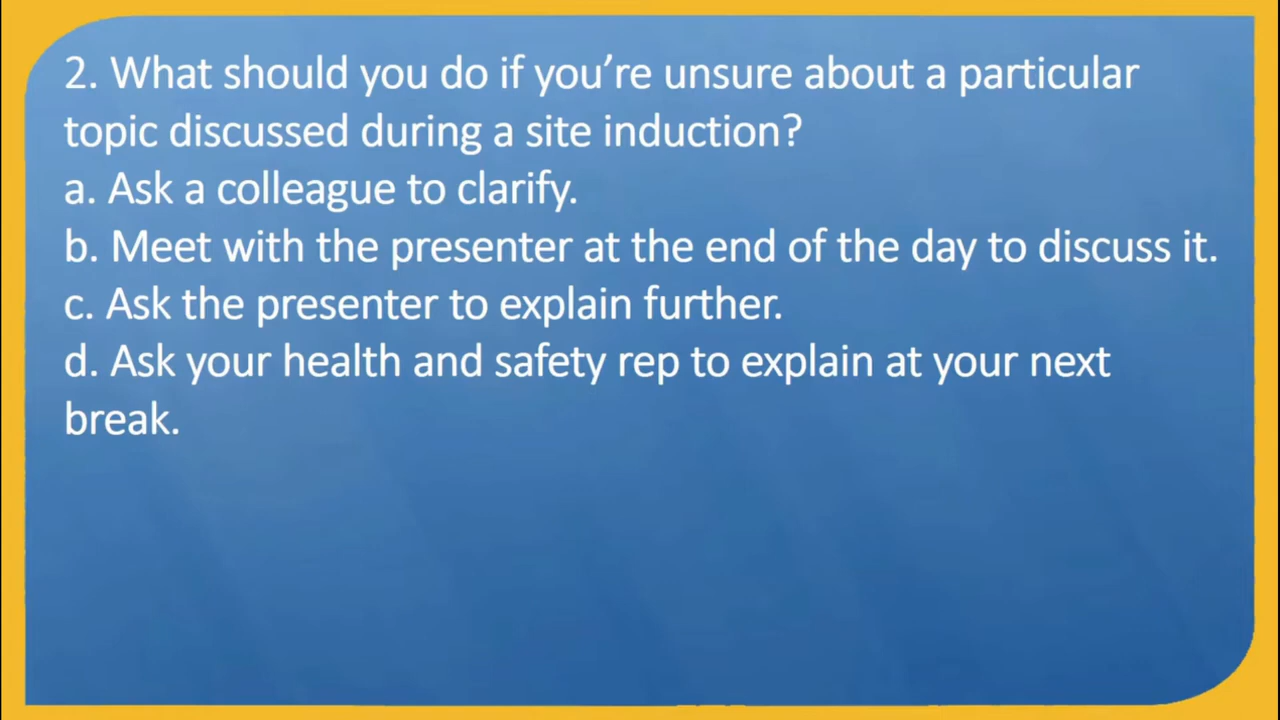 2. What should you do if you’re unsure about a particular
topic discussed during a site induction?
a. Ask a colleague to clarify.
b. Meet with the presenter at the end of the day to discuss it.
c. Ask the presenter to explain further.
d. Ask your health and safety rep to explain at your next
break.